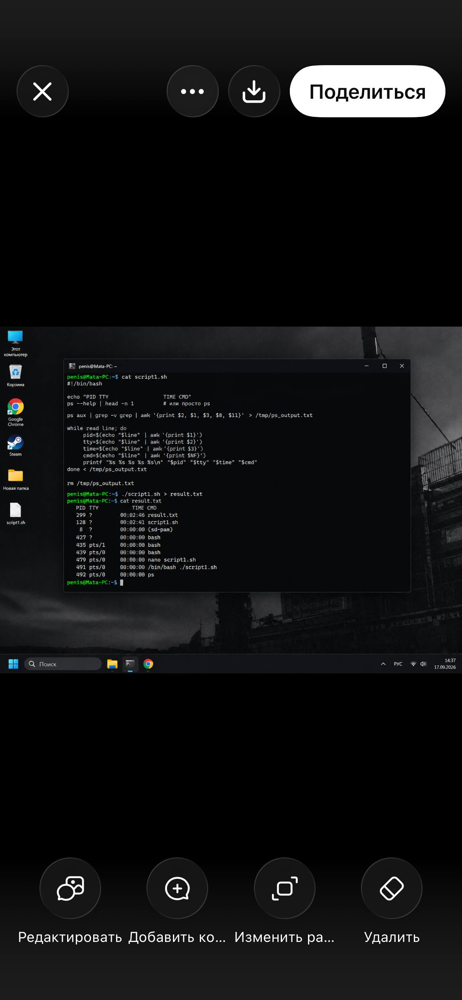 Поделиться
Этот
компьютер
Корзина
Google
Chrome
Steam
Новая папка
script1.sh
penis@Mata-PC: ~
penis@Mata-PC:~$ cat script1.sh
#!/bin/bash
echo "PID TTY                 TIME CMD"
ps --help | head -n 1         # или просто ps
ps aux | grep -v grep | awk '{print $2, $1, $3, $8, $11}' > /tmp/ps_output.txt
while read line; do
     pid=$(echo "$line" | awk '{print $1}')
     tty=$(echo "$line" | awk '{print $2}')
     time=$(echo "$line" | awk '{print $3}')
     cmd=$(echo "$line" | awk '{print $NF}')
     printf "%s %s %s %s %s\n" "$pid" "$tty" "$time" "$cmd"
done < /tmp/ps_output.txt
rm /tmp/ps_output.txt
penis@Mata-PC:~$ ./script1.sh > result.txt
penis@Mata-PC:~$ cat result.txt
PID TTY          TIME CMD
299 ?        00:02:46 result.txt
128 ?        00:02:41 script1.sh
8 ?        00:00:00 (sd-pam)
427 ?        00:00:00 bash
435 pts/1    00:00:00 bash
439 pts/0    00:00:00 bash
479 pts/0    00:00:00 nano script1.sh
491 pts/0    00:00:00 /bin/bash ./script1.sh
492 pts/0    00:00:00 ps
penis@Mata-PC:~$
Поиск
РУС
14:37
17.09.2026
Редактировать Добавить ко... Изменить ра... Удалить